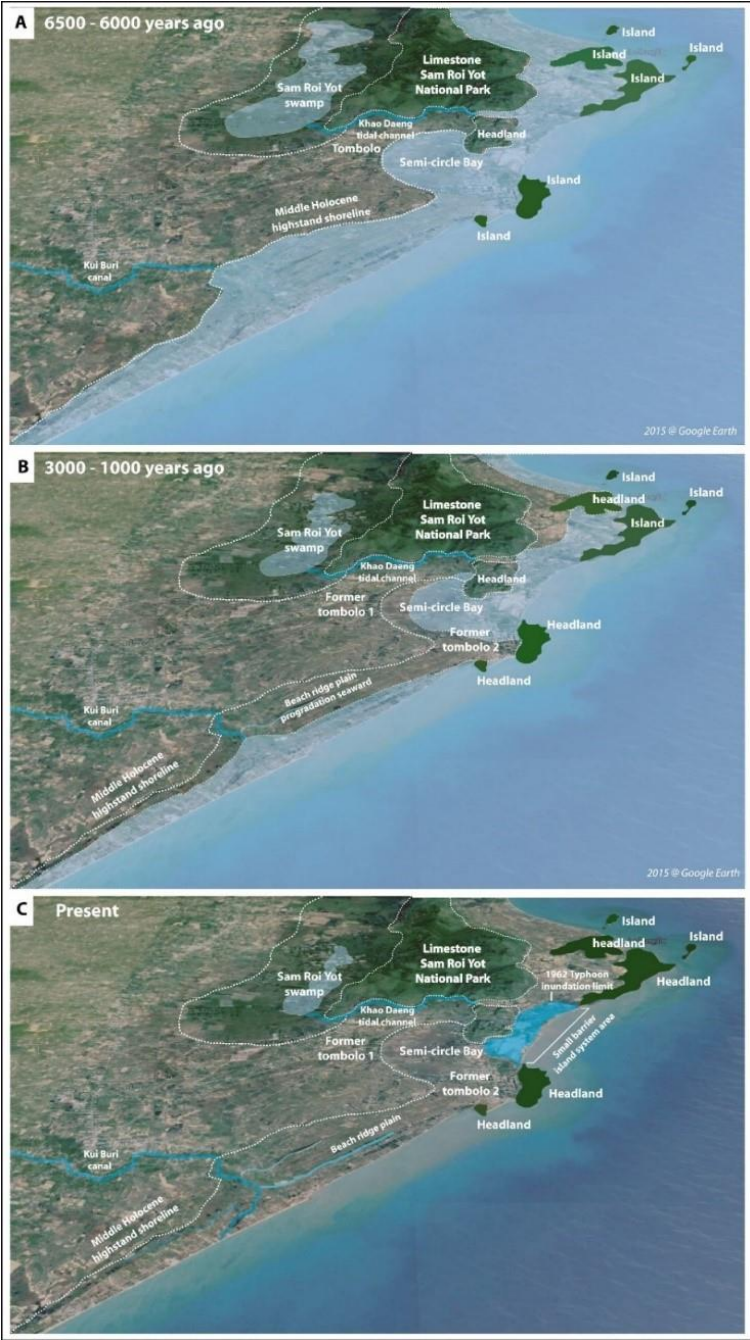 A
6500 - 6000 years ago
Island
Island
Island
Island
Limestone
Sam Roi Yot
National Park
Sam Roi Yot
swamp
Khao Daeng
tidal channel
Headland
Tombolo
Semi-circle Bay
Island
Middle Holocene
highstand shoreline
Island
Kui Buri
canal
2015 @ Google Earth
B
3000 - 1000 years ago
Island
Island
headland
Island
Limestone
Sam Roi Yot
National Park
Sam Roi Yot
swamp
Khao Daeng
tidal channel
Headland
Former
tombolo 1
Semi-circle Bay
Former
tombolo 2
Headland
Headland
Beach ridge plain
progradation seaward
Kui Buri
canal
Middle Holocene
highstand shoreline
2015 @ Google Earth
C
Present
Island
Island
headland
Headland
Limestone
Sam Roi Yot
National Park
1962 Typhoon
inundation limit
Sam Roi Yot
swamp
Khao Daeng
tidal channel
Small barrier
island system area
Former
tombolo 1
Semi-circle Bay
Former
tombolo 2
Headland
Headland
Beach ridge plain
Kui Buri
canal
Middle Holocene
highstand shoreline